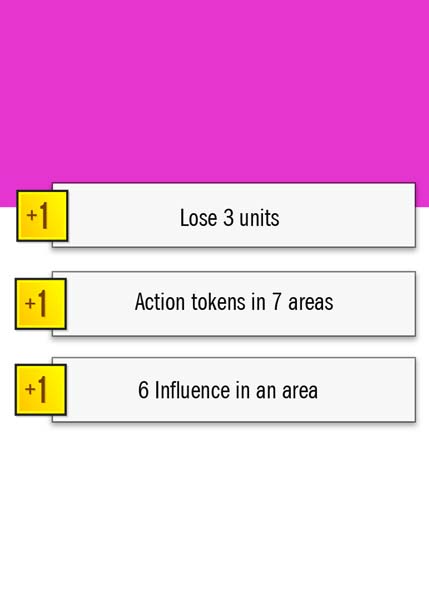 +1 Lose 3 units
+1 Action tokens in 7 areas
+1 6 Influence in an area